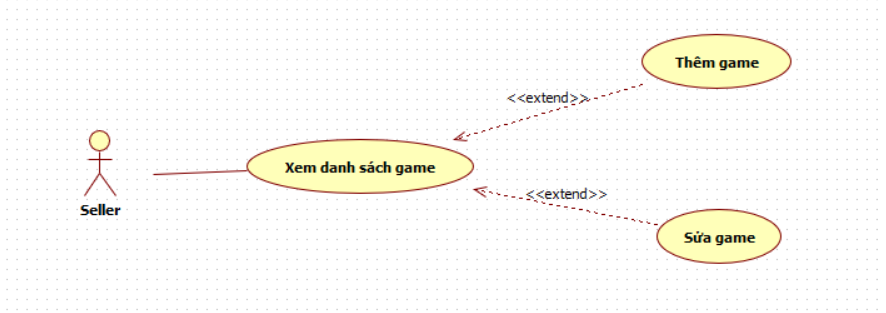 Thêm game
<<extend>>
Xem danh sách game
<<extend>>
Seller
Sửa game